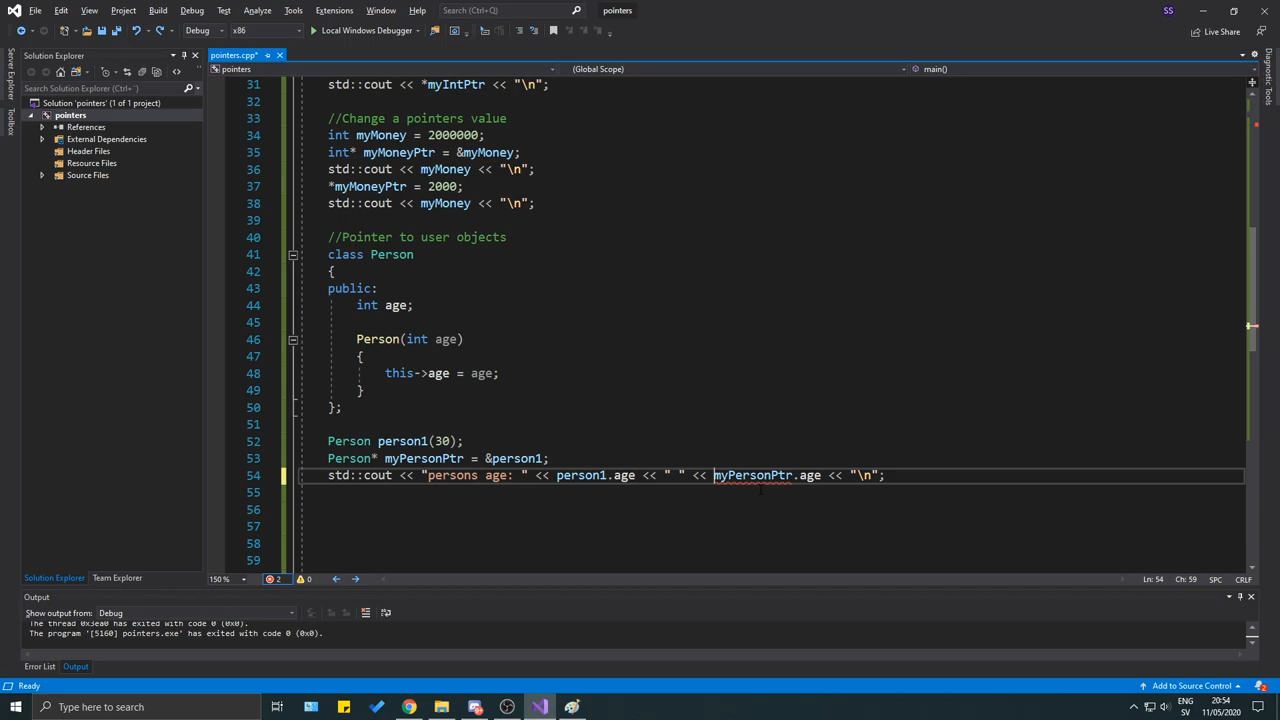 File Edit View Git Project Build Debug Test Analyze Tools Extensions Window Help Search (Ctrl+Q) pointers SS
Debug x86 Local Windows Debugger Live Share
Server Explorer
Toolbox
Solution Explorer
Search Solution Explorer (Ctrl+¨)
Solution 'pointers' (1 of 1 project)
pointers
References
External Dependencies
Header Files
Resource Files
Source Files
Solution Explorer Team Explorer
pointers.cpp*
pointers (Global Scope) main()
31 std::cout << *myIntPtr << "\n";
32
33 //Change a pointers value
34 int myMoney = 2000000;
35 int* myMoneyPtr = &myMoney;
36 std::cout << myMoney << "\n";
37 *myMoneyPtr = 2000;
38 std::cout << myMoney << "\n";
39
40 //Pointer to user objects
41 class Person
42 {
43 public:
44 int age;
45
46 Person(int age)
47 {
48 this->age = age;
49 }
50 };
51
52 Person person1(30);
53 Person* myPersonPtr = &person1;
54 std::cout << "persons age: " << person1.age << " " << myPersonPtr.age << "\n";
55
56
57
58
59
150 % 2 0 Ln: 54 Ch: 59 SPC CRLF
Diagnostic Tools
Output
Show output from: Debug
The thread 0x3ea0 has exited with code 0 (0x0).
The program '[5160] pointers.exe' has exited with code 0 (0x0).
Error List Output
Ready Add to Source Control 2
Type here to search
20:54
SV 11/05/2020